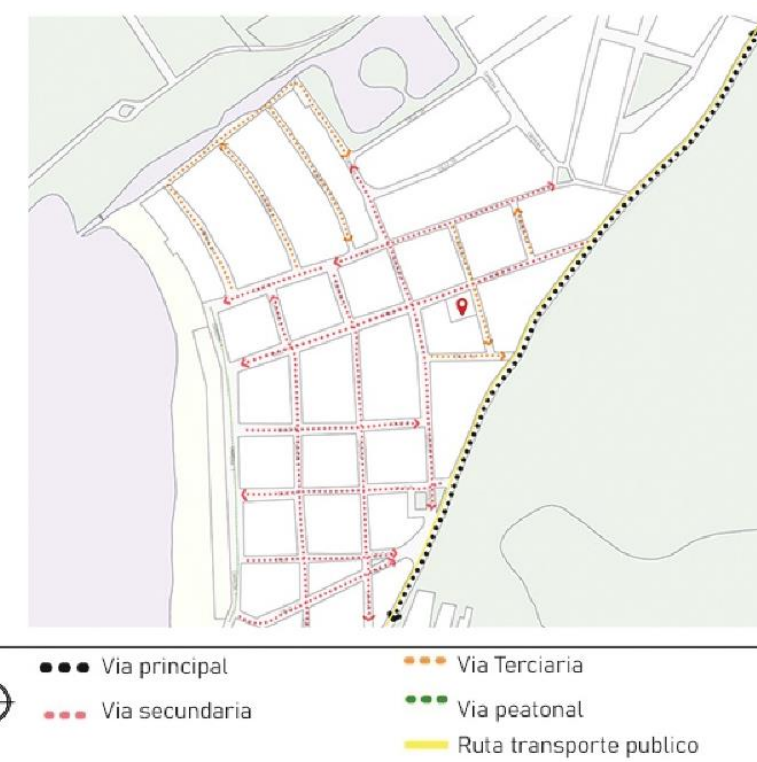 Via principal
Via secundaria
Via Terciaria
Via peatonal
Ruta transporte publico